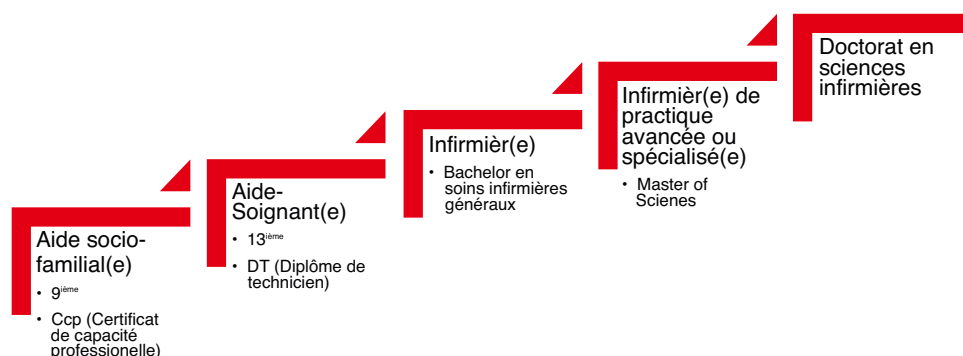 Aide socio-
familial(e)
• 9ième
• Ccp (Certificat
de capacité
professionelle)
Aide-
Soignant(e)
• 13ième
• DT (Diplôme de
technicien)
Infirmièr(e)
• Bachelor en
soins infirmières
généraux
Infirmièr(e) de
practique
avancée ou
spécialisé(e)
• Master of
Scienes
Doctorat en
sciences
infirmières